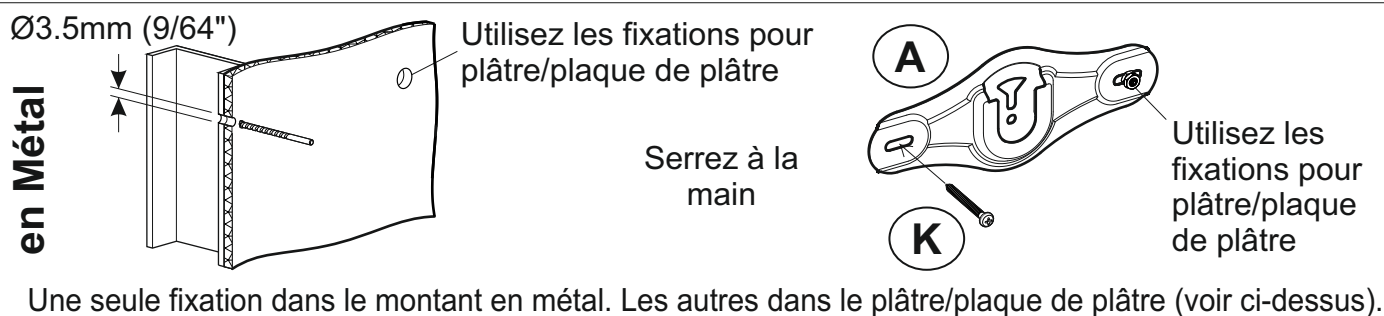 Ø3.5mm (9/64")
en Métal
Utilisez les fixations pour
plâtre/plaque de plâtre
Serrez à la
main
A
K
Utilisez les
fixations pour
plâtre/plaque
de plâtre
Une seule fixation dans le montant en métal. Les autres dans le plâtre/plaque de plâtre (voir ci-dessus).